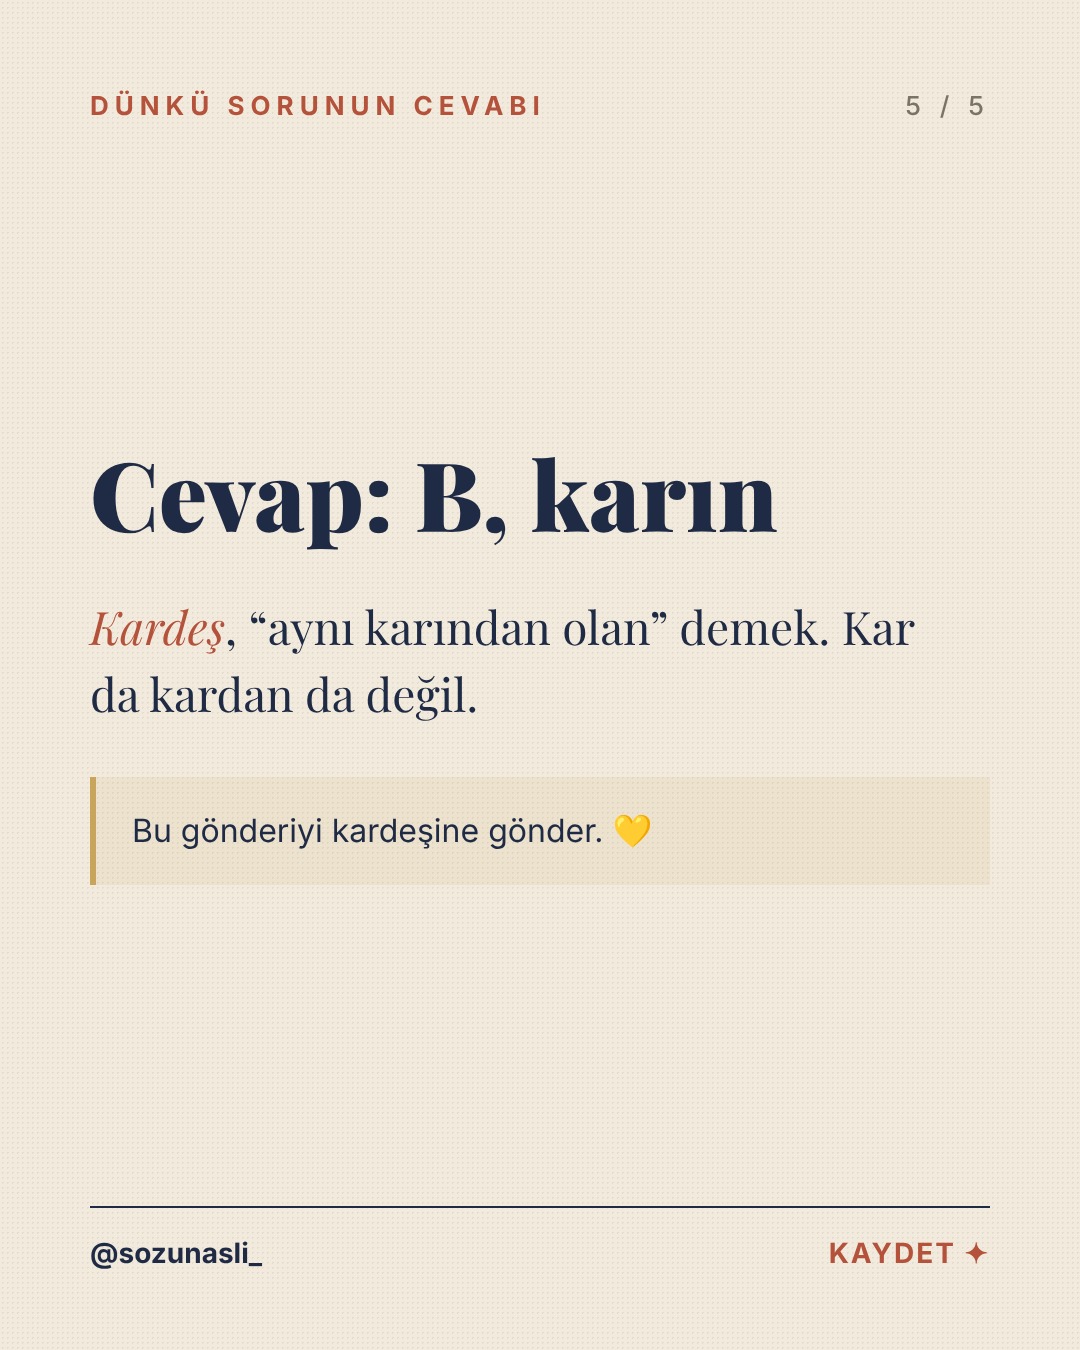 DÜNKÜ SORUNUN CEVABI
5 / 5
Cevap: B, karın
Kardeş, “aynı karından olan” demek. Kar
da kardan da değil.
Bu gönderiyi kardeşine gönder. 💛
@sozunasli_
KAYDET ✦